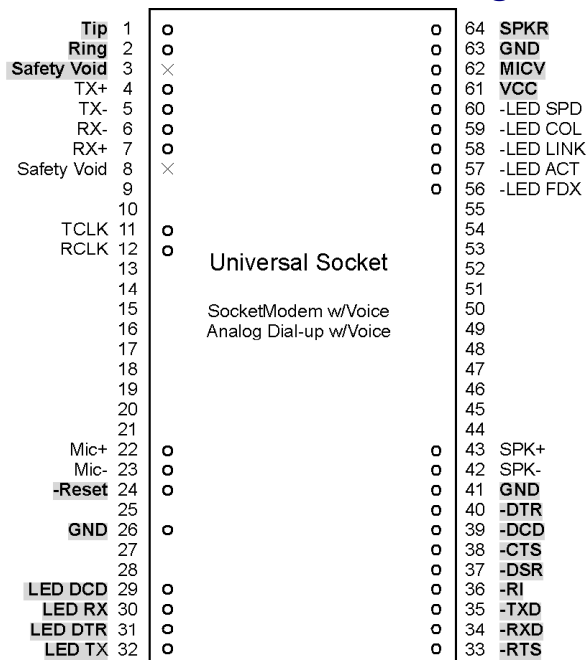 Tip 1 64 SPKR
Ring 2 63 GND
Safety Void 3 62 MICV
TX+ 4 61 VCC
TX- 5 60 -LED SPD
RX- 6 59 -LED COL
RX+ 7 58 -LED LINK
Safety Void 8 57 -LED ACT
9 56 -LED FDX
10 55
TCLK 11 54
RCLK 12 53
Universal Socket
13 52
14 51
15 SocketModem w/Voice 50
16 Analog Dial-up w/Voice 49
17 48
18 47
19 46
20 45
21 44
Mic+ 22 43 SPK+
Mic- 23 42 SPK-
-Reset 24 41 GND
25 40 -DTR
GND 26 39 -DCD
27 38 -CTS
28 37 -DSR
LED DCD 29 36 -RI
LED RX 30 35 -TXD
LED DTR 31 34 -RXD
LED TX 32 33 -RTS